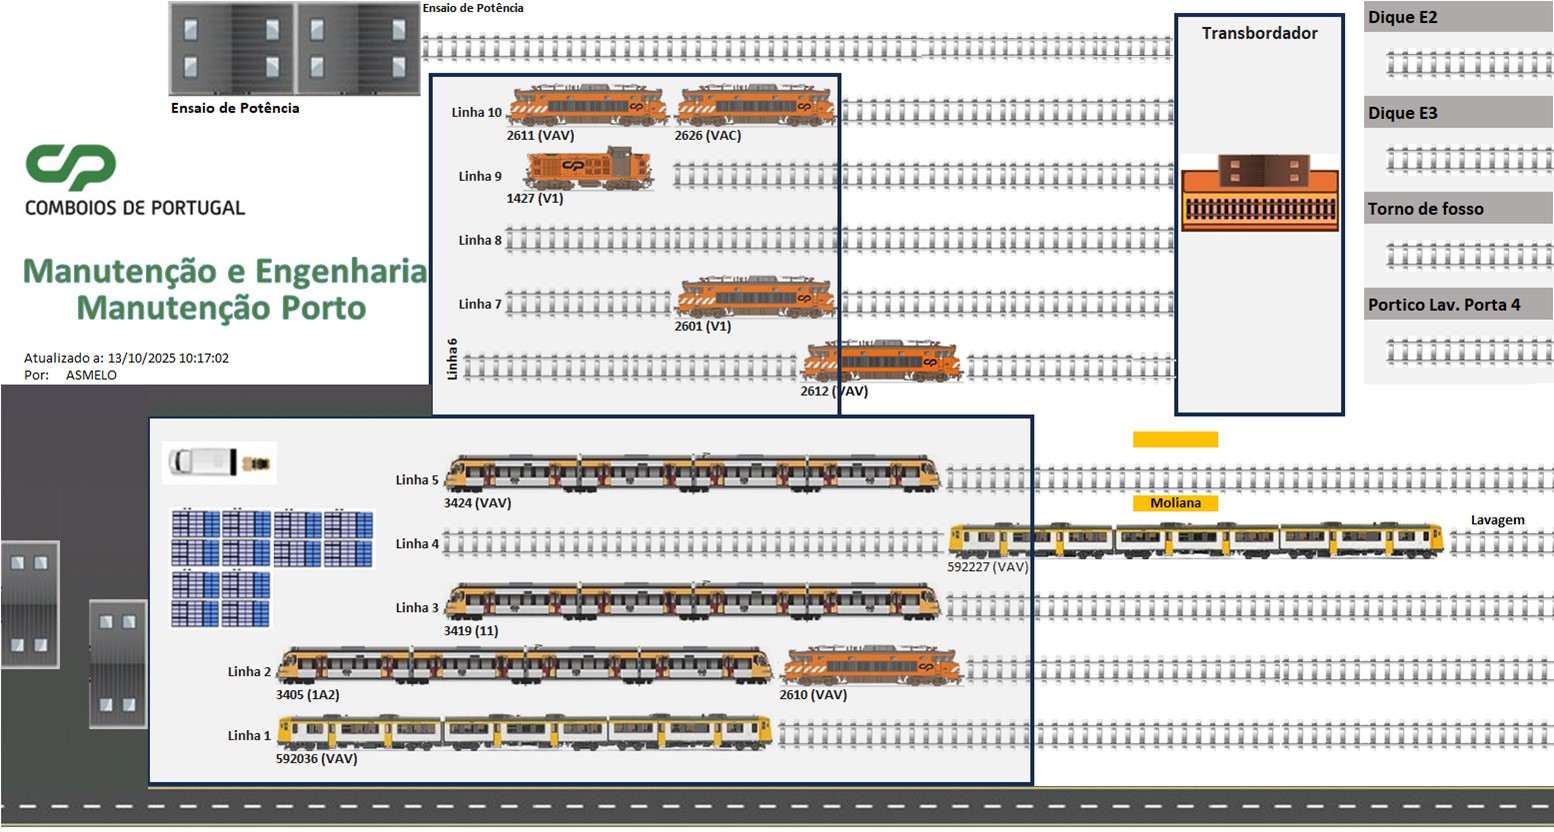 Ensaio de Potência
Ensaio de Potência
cp
COMBOIOS DE PORTUGAL
Manutenção e Engenharia
Manutenção Porto
Atualizado a: 13/10/2025 10:17:02
Por: ASMELO
Linha 10
2611 (VAV) 2626 (VAC)
Linha 9
1427 (V1)
Linha 8
Linha 7
2601 (V1)
Linha 6
2612 (VAV)
Transbordador
Dique E2
Dique E3
Torno de fosso
Portico Lav. Porta 4
Linha 5
3424 (VAV)
Moliana
Lavagem
Linha 4
592227 (VAV)
Linha 3
3419 (11)
Linha 2
3405 (1A2) 2610 (VAV)
Linha 1
592036 (VAV)